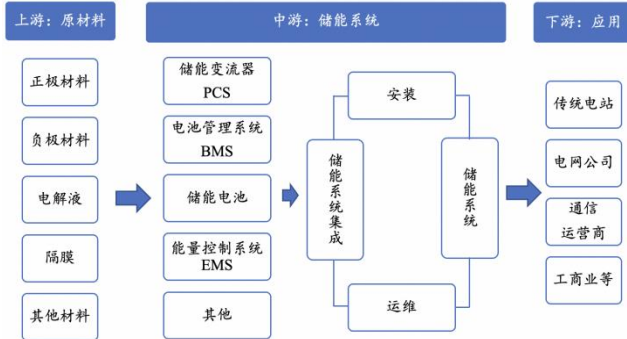 上游：原材料
中游：储能系统
下游：应用
正极材料
负极材料
电解液
隔膜
其他材料
储能变流器
PCS
电池管理系统
BMS
储能电池
能量控制系统
EMS
其他
储能系统集成
安装
运维
储能系统
传统电站
电网公司
通信
运营商
工商业等